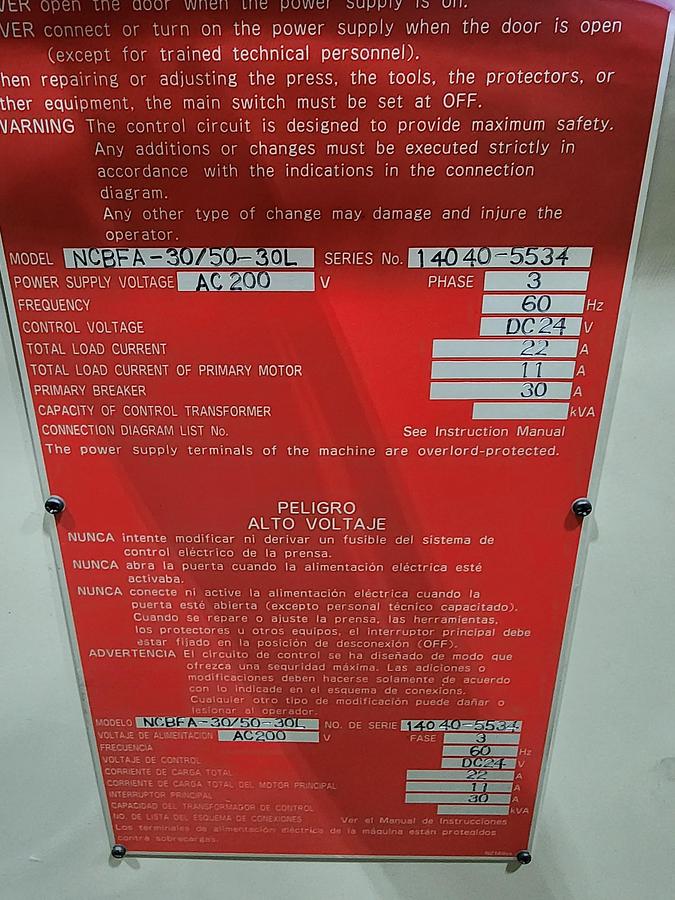 VER open the door when the power supply is on.
VER connect or turn on the power supply when the door is open
(except for trained technical personnel).
hen repairing or adjusting the press, the tools, the protectors, or
ther equipment, the main switch must be set at OFF.
WARNING The control circuit is designed to provide maximum safety.
Any additions or changes must be executed strictly in
accordance with the indications in the connection
diagram.
Any other type of change may damage and injure the
operator.
MODEL NCBFA-30/50-30L SERIES No. 14040-5534
POWER SUPPLY VOLTAGE AC 200 V PHASE 3
FREQUENCY 60 Hz
CONTROL VOLTAGE DC 24 V
TOTAL LOAD CURRENT 22 A
TOTAL LOAD CURRENT OF PRIMARY MOTOR 11 A
PRIMARY BREAKER 30 A
CAPACITY OF CONTROL TRANSFORMER kVA
CONNECTION DIAGRAM LIST No. See Instruction Manual
The power supply terminals of the machine are overlord-protected.
PELIGRO
ALTO VOLTAJE
NUNCA intente modificar ni derivar un fusible del sistema de
control eléctrico de la prensa.
NUNCA abra la puerta cuando la alimentación eléctrica esté
activaba.
NUNCA conecte ni active la alimentación eléctrica cuando la
puerta esté abierta (excepto personal técnico capacitado).
Cuando se repare o ajuste la prensa, las herramientas,
los protectores u otros equipos, el interruptor principal debe
estar fijado en la posición de desconexión (OFF).
ADVERTENCIA El circuito de control se ha diseñado de modo que
ofrezca una seguridad máxima. Las adiciones o
modificaciones deben hacerse solamente de acuerdo
con lo indicade en el esquema de conexions.
Cualquier otro tipo de modificación puede dañar o
lesionar al operador.
MODELO NCBFA-30/50-30L NO. DE SERIE 14040-5534
VOLTAJE DE ALIMENTACION AC200 V FASE 3
FRECUENCIA 60 Hz
VOLTAJE DE CONTROL DC24 V
CORRIENTE DE CARGA TOTAL 22 A
CORRIENTE DE CARGA TOTAL DEL MOTOR PRINCIPAL 11 A
INTERRUPTOR PRINCIPAL 30 A
CAPACIDAD DEL TRANSFORMADOR DE CONTROL kVA
NO. DE LISTA DEL ESQUEMA DE CONEXIONES Ver el Manual de Instrucciones
Los terminales de alimentación eléctrica de la máquina están protegidos
contra sobrecargas.